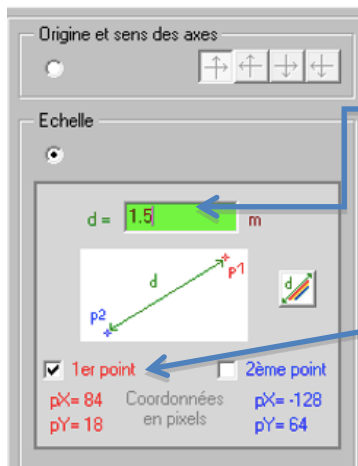 Origine et sens des axes
Echelle
d = 1.5 m
d
p1
p2
d
1er point 2ème point
pX= 84 Coordonnées pX= -128
pY= 18 en pixels pY= 64